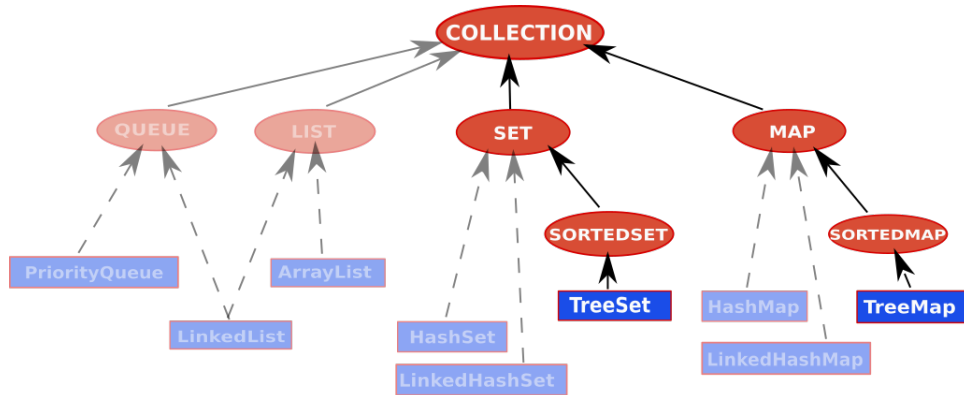 COLLECTION
QUEUE
LIST
SET
MAP
SORTEDSET
SORTEDMAP
PriorityQueue
ArrayList
TreeSet
HashMap
TreeMap
LinkedList
HashSet
LinkedHashMap
LinkedHashSet